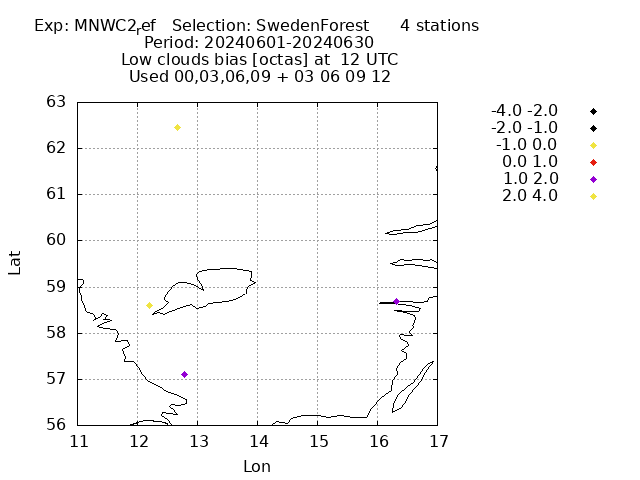 Exp: MNWC2ref   Selection: SwedenForest      4 stations
Period: 20240601-20240630
Low clouds bias [octas] at  12 UTC
Used 00,03,06,09 + 03 06 09 12
-4.0 -2.0
-2.0 -1.0
-1.0 0.0
0.0 1.0
1.0 2.0
2.0 4.0
63
62
61
60
59
58
57
56
Lat
11 12 13 14 15 16 17
Lon